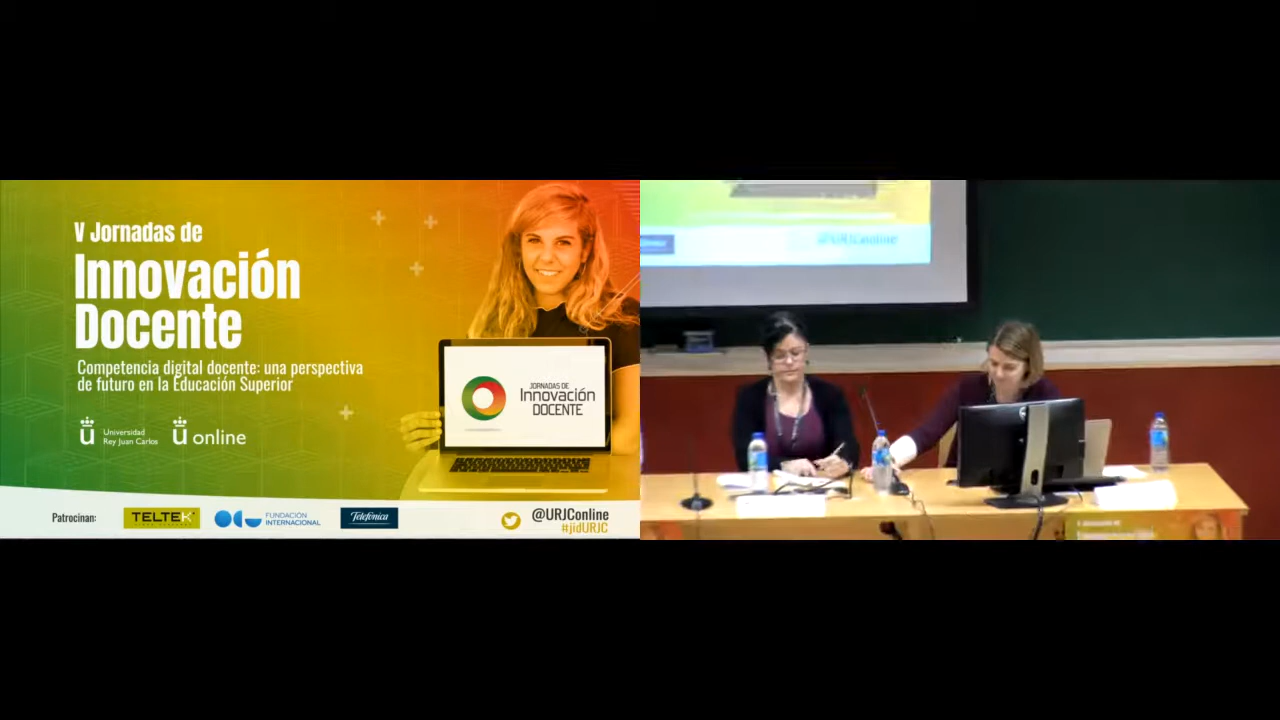 V Jornadas de
Innovación
Docente
Competencia digital docente: una perspectiva
de futuro en la Educación Superior
JORNADAS DE
Innovación
DOCENTE
ü Universidad
Rey Juan Carlos
ü online
Patrocinan:
TELTEK
FUNDACIÓN
INTERNACIONAL
Telefónica
@URJConline
#jidURJC
@URJConline